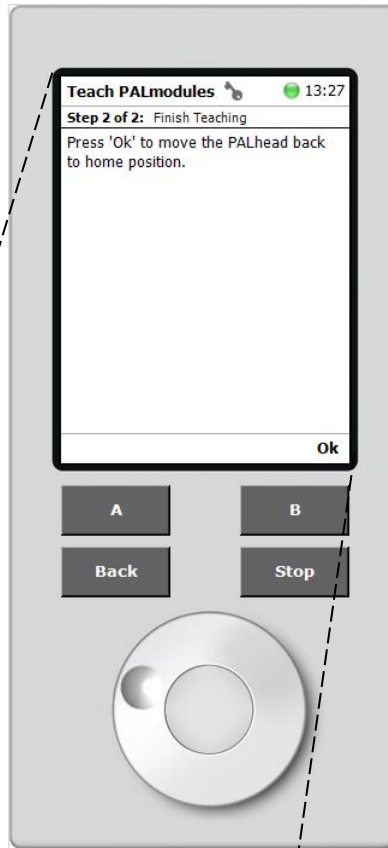 Teach PALmodules 13:27
Step 2 of 2: Finish Teaching
Press 'Ok' to move the PALhead back
to home position.
Ok
A B
Back Stop